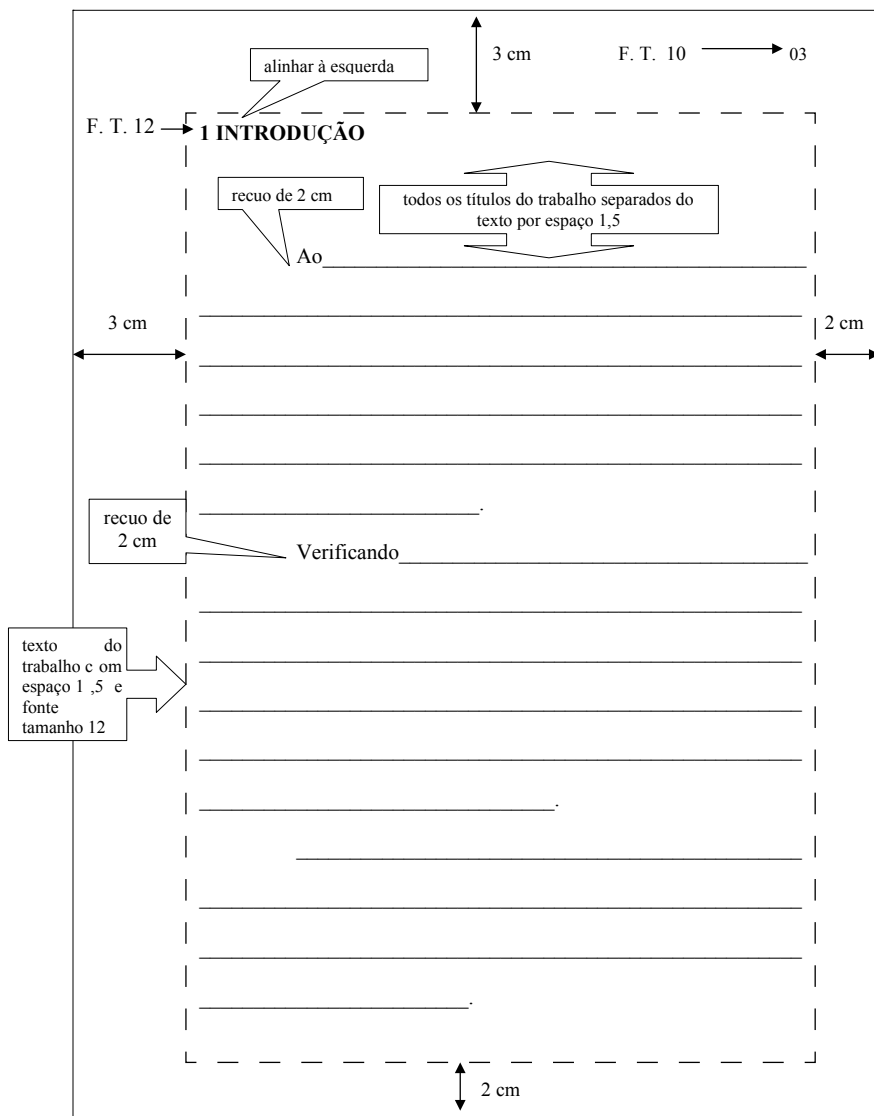 3 cm
F. T. 10
03
alinhar à esquerda
F. T. 12
1 INTRODUÇÃO
recuo de 2 cm
todos os títulos do trabalho separados do
texto por espaço 1,5
Ao
3 cm
2 cm
recuo de
2 cm
Verificando
texto do
trabalho c om
espaço 1 ,5 e
fonte
tamanho 12
2 cm